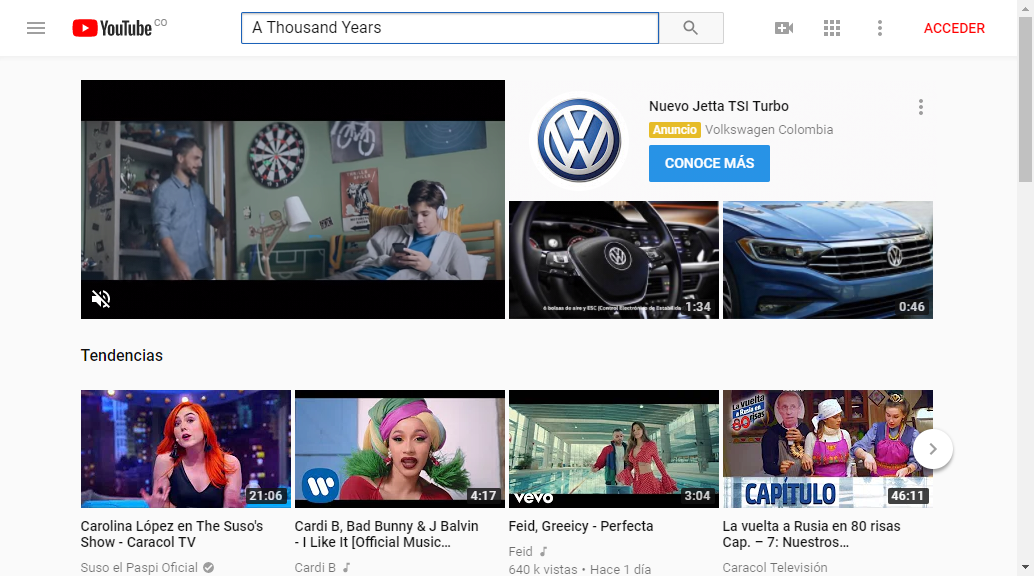 YouTube CO
A Thousand Years
ACCEDER
Nuevo Jetta TSI Turbo
Anuncio Volkswagen Colombia
CONOCE MÁS
6 bolsas de aire y ESC (Control Electrónico de Estabilida
1:34
0:46
Tendencias
21:06
4:17
vevo
3:04
La vuelta
a Rusia en
80 risas
CAPÍTULO
46:11
Carolina López en The Suso's
Show - Caracol TV
Suso el Paspi Oficial
Cardi B, Bad Bunny & J Balvin
- I Like It [Official Music...
Cardi B
Feid, Greeicy - Perfecta
Feid
640 k vistas • Hace 1 día
La vuelta a Rusia en 80 risas
Cap. – 7: Nuestros...
Caracol Televisión